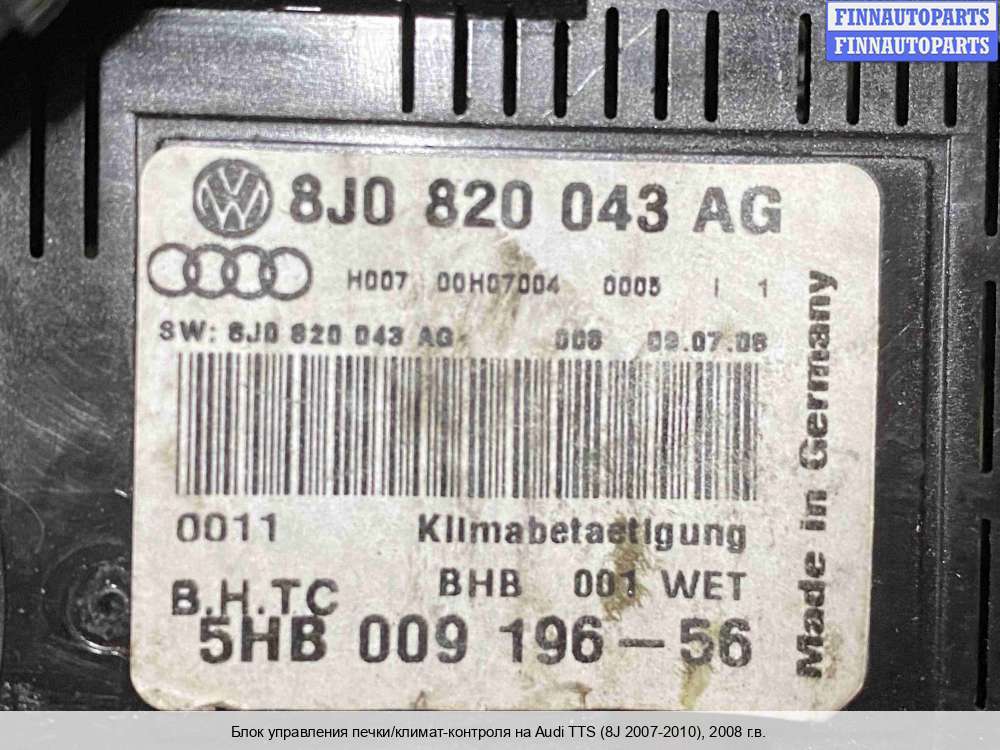 FINNAUTOPARTS
FINNAUTOPARTS
8J0 820 043 AG
H007 00H07004 0005 I 1
SW: 8J0 820 043 AG 008 09.07.08
0011 Klimabetaetigung
BHB 001 WET
B.H.TC
5HB 009 196-56
Made in Germany
Блок управления печки/климат-контроля на Audi TTS (8J 2007-2010), 2008 г.в.